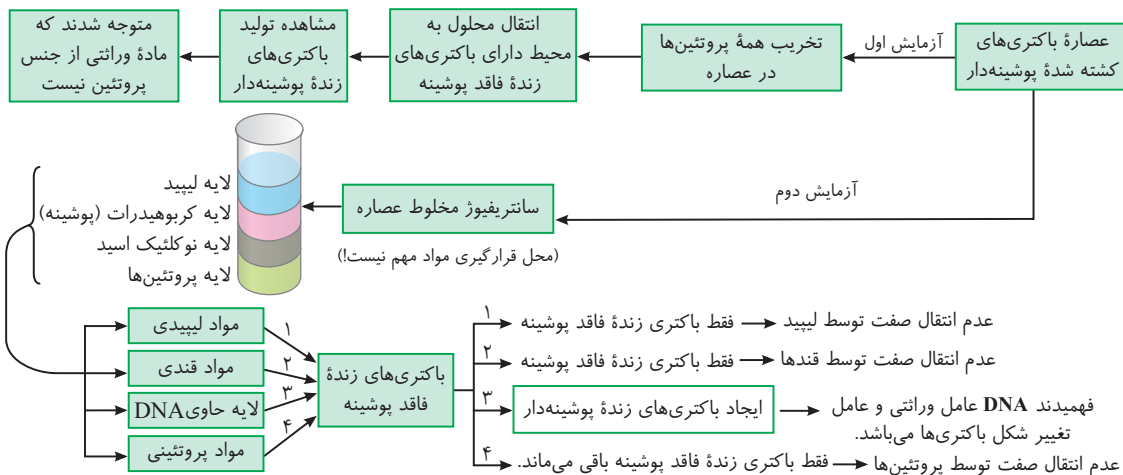 عصارهٔ باکتری‌های
کشته شدهٔ پوشینه‌دار
آزمایش اول
تخریب همهٔ پروتئین‌ها
در عصاره
انتقال محلول به
محیط دارای باکتری‌های
زندهٔ فاقد پوشینه
مشاهده تولید
باکتری‌های
زندهٔ پوشینه‌دار
متوجه شدند که
مادهٔ وراثتی از جنس
پروتئین نیست
آزمایش دوم
سانتریفیوژ مخلوط عصاره
(محل قرارگیری مواد مهم نیست!)
لایه لیپید
لایه کربوهیدرات (پوشینه)
لایه نوکلئیک اسید
لایه پروتئین‌ها
مواد لیپیدی
مواد قندی
لایه حاوی DNA
مواد پروتئینی
۱
۲
۳
۴
باکتری‌های زندهٔ
فاقد پوشینه
۱ فقط باکتری زندهٔ فاقد پوشینه عدم انتقال صفت توسط لیپید
۲ فقط باکتری زندهٔ فاقد پوشینه عدم انتقال صفت توسط قندها
۳ ایجاد باکتری‌های زندهٔ پوشینه‌دار فهمیدند DNA عامل وراثتی و عامل
تغییر شکل باکتری‌ها می‌باشد.
۴ فقط باکتری زندهٔ فاقد پوشینه باقی می‌ماند. عدم انتقال صفت توسط پروتئین‌ها